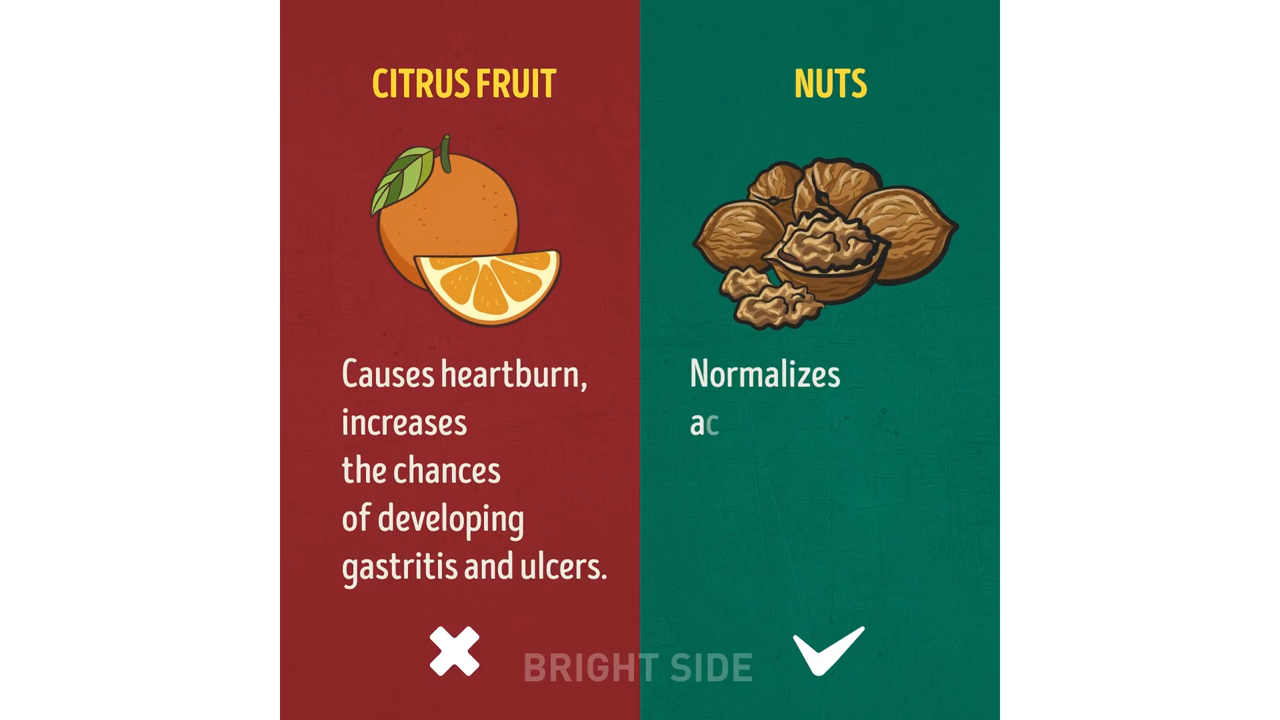 CITRUS FRUIT
Causes heartburn,
increases
the chances
of developing
gastritis and ulcers.
NUTS
Normalizes
ac
BRIGHT SIDE